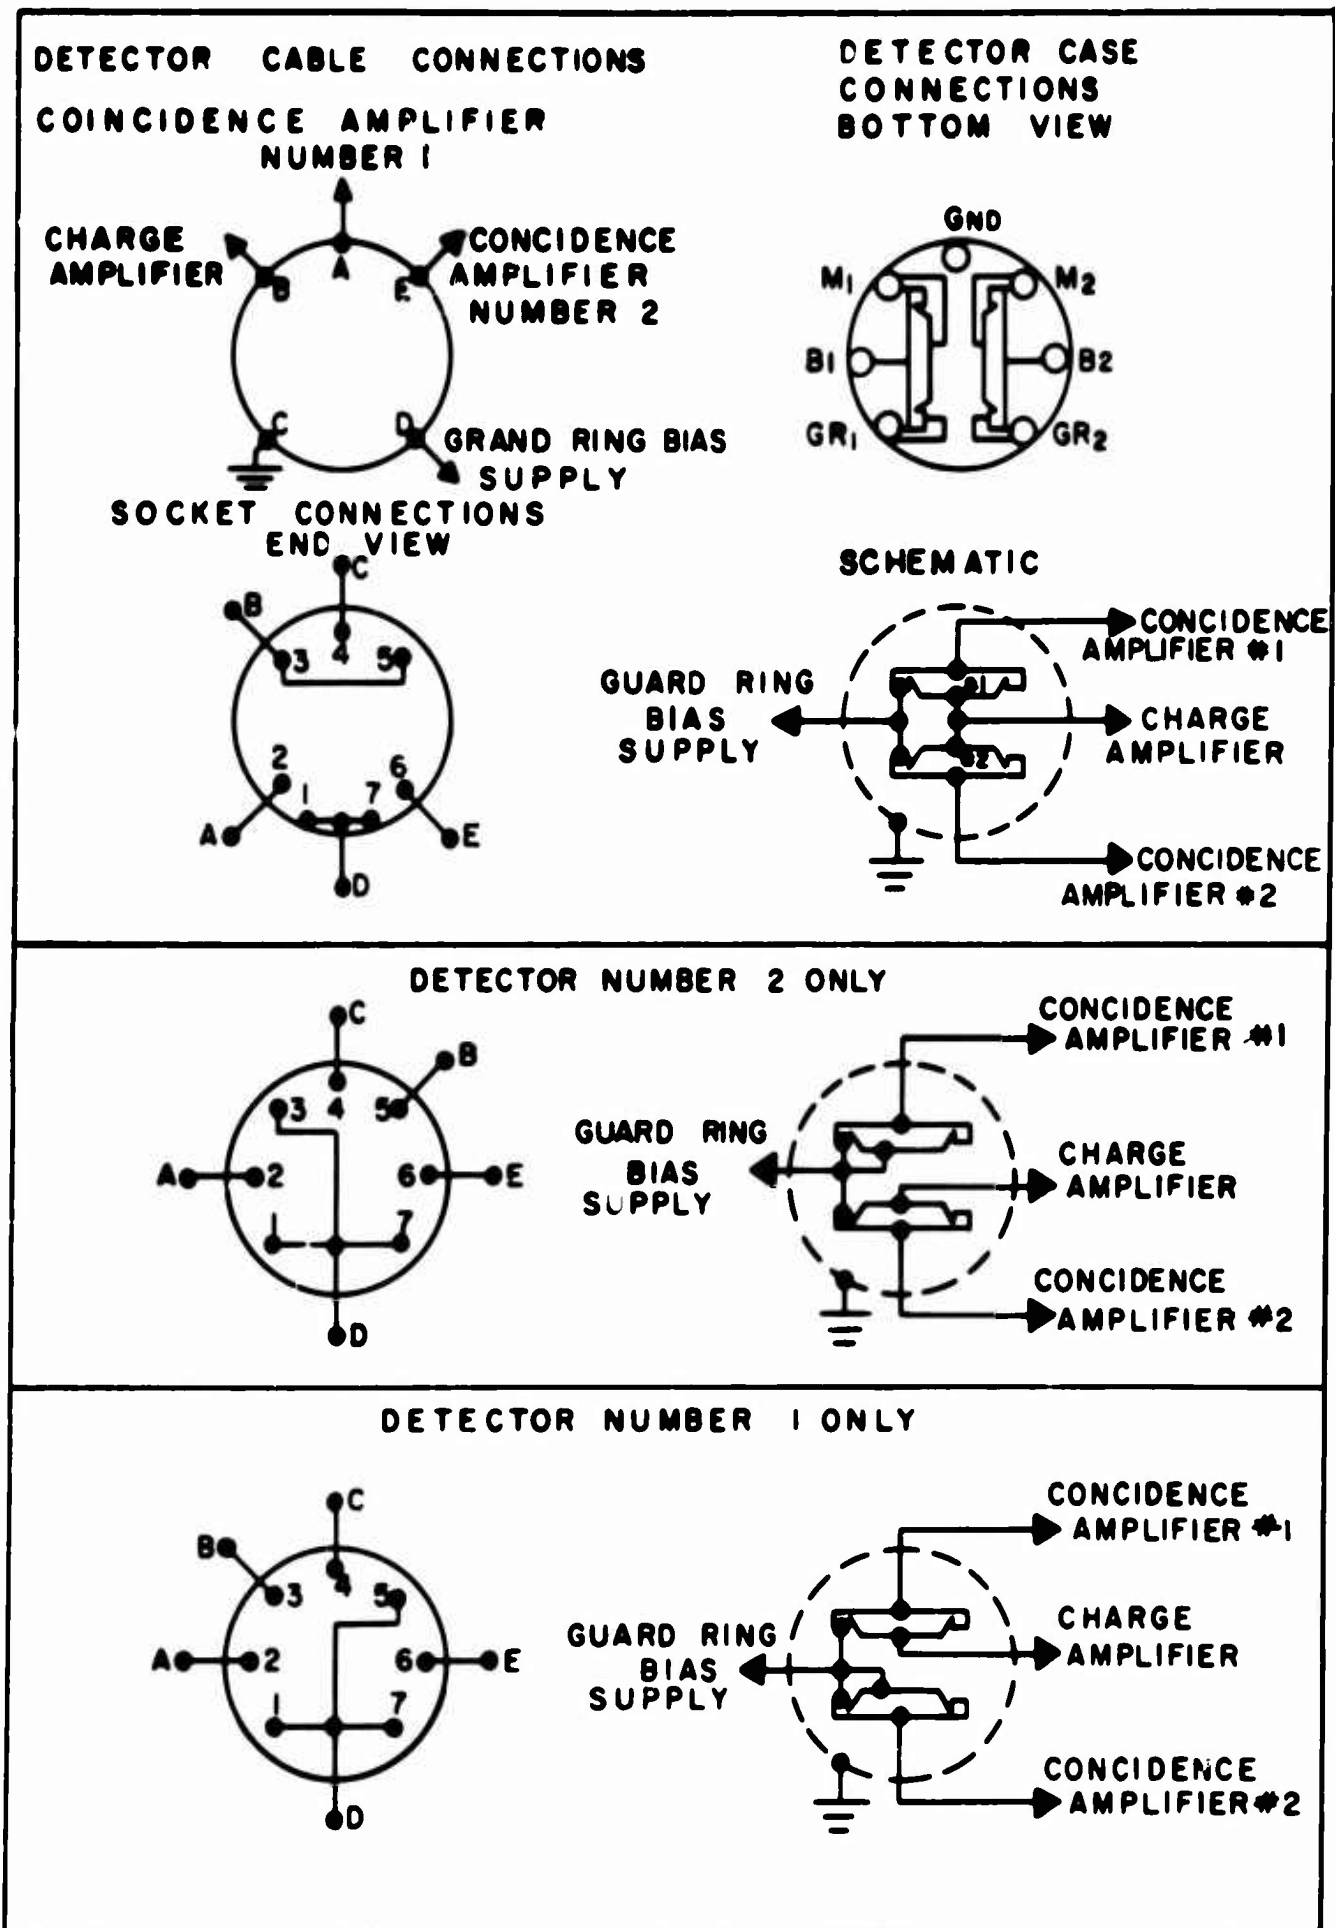 DETECTOR CABLE CONNECTIONS
COINCIDENCE AMPLIFIER
NUMBER 1
CHARGE
AMPLIFIER
CONCIDENCE
AMPLIFIER
NUMBER 2
A
B
E
C
D
GRAND RING BIAS
SUPPLY
DETECTOR CASE
CONNECTIONS
BOTTOM VIEW
GND
M1
M2
B1
B2
GR1
GR2
SOCKET CONNECTIONS
END VIEW
C
B
3
4
5
2
1
7
6
A
E
D
SCHEMATIC
CONCIDENCE
AMPLIFIER #1
GUARD RING
BIAS
SUPPLY
CHARGE
AMPLIFIER
CONCIDENCE
AMPLIFIER #2
DETECTOR NUMBER 2 ONLY
C
B
3
4
5
A
2
6
E
1
7
D
CONCIDENCE
AMPLIFIER #1
GUARD RING
BIAS
SUPPLY
CHARGE
AMPLIFIER
CONCIDENCE
AMPLIFIER #2
DETECTOR NUMBER 1 ONLY
C
B
3
4
5
A
2
6
E
1
7
D
CONCIDENCE
AMPLIFIER #1
GUARD RING
BIAS
SUPPLY
CHARGE
AMPLIFIER
CONCIDENCE
AMPLIFIER #2